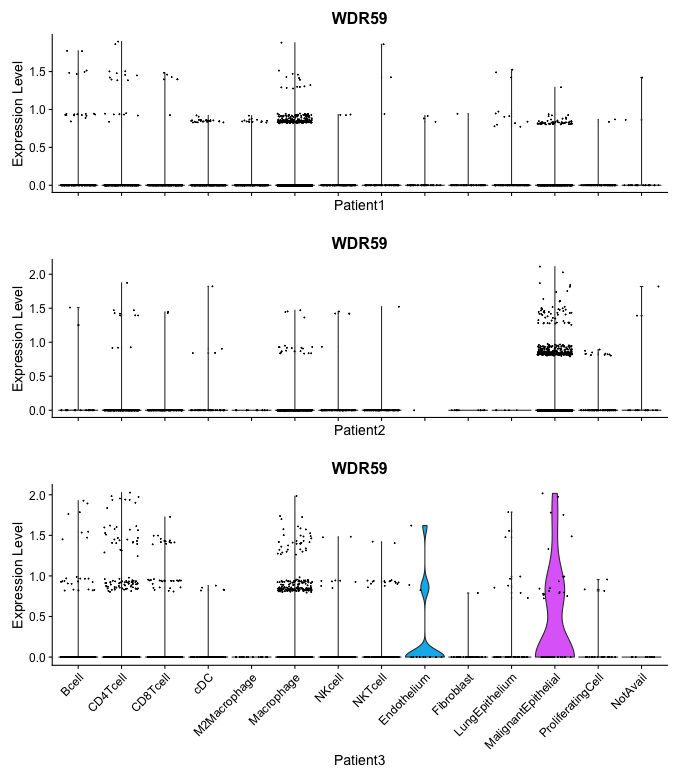 WDR59
Expression Level
1.5
1.0
0.5
0.0
Patient1
WDR59
Expression Level
2.0
1.5
1.0
0.5
0.0
Patient2
WDR59
Expression Level
2.0
1.5
1.0
0.5
0.0
Bcell
CD4Tcell
CD8Tcell
cDC
M2Macrophage
Macrophage
NKcell
NKTcell
Endothelium
Fibroblast
LungEpithelium
MalignantEpithelial
ProliferatingCell
NotAvail
Patient3